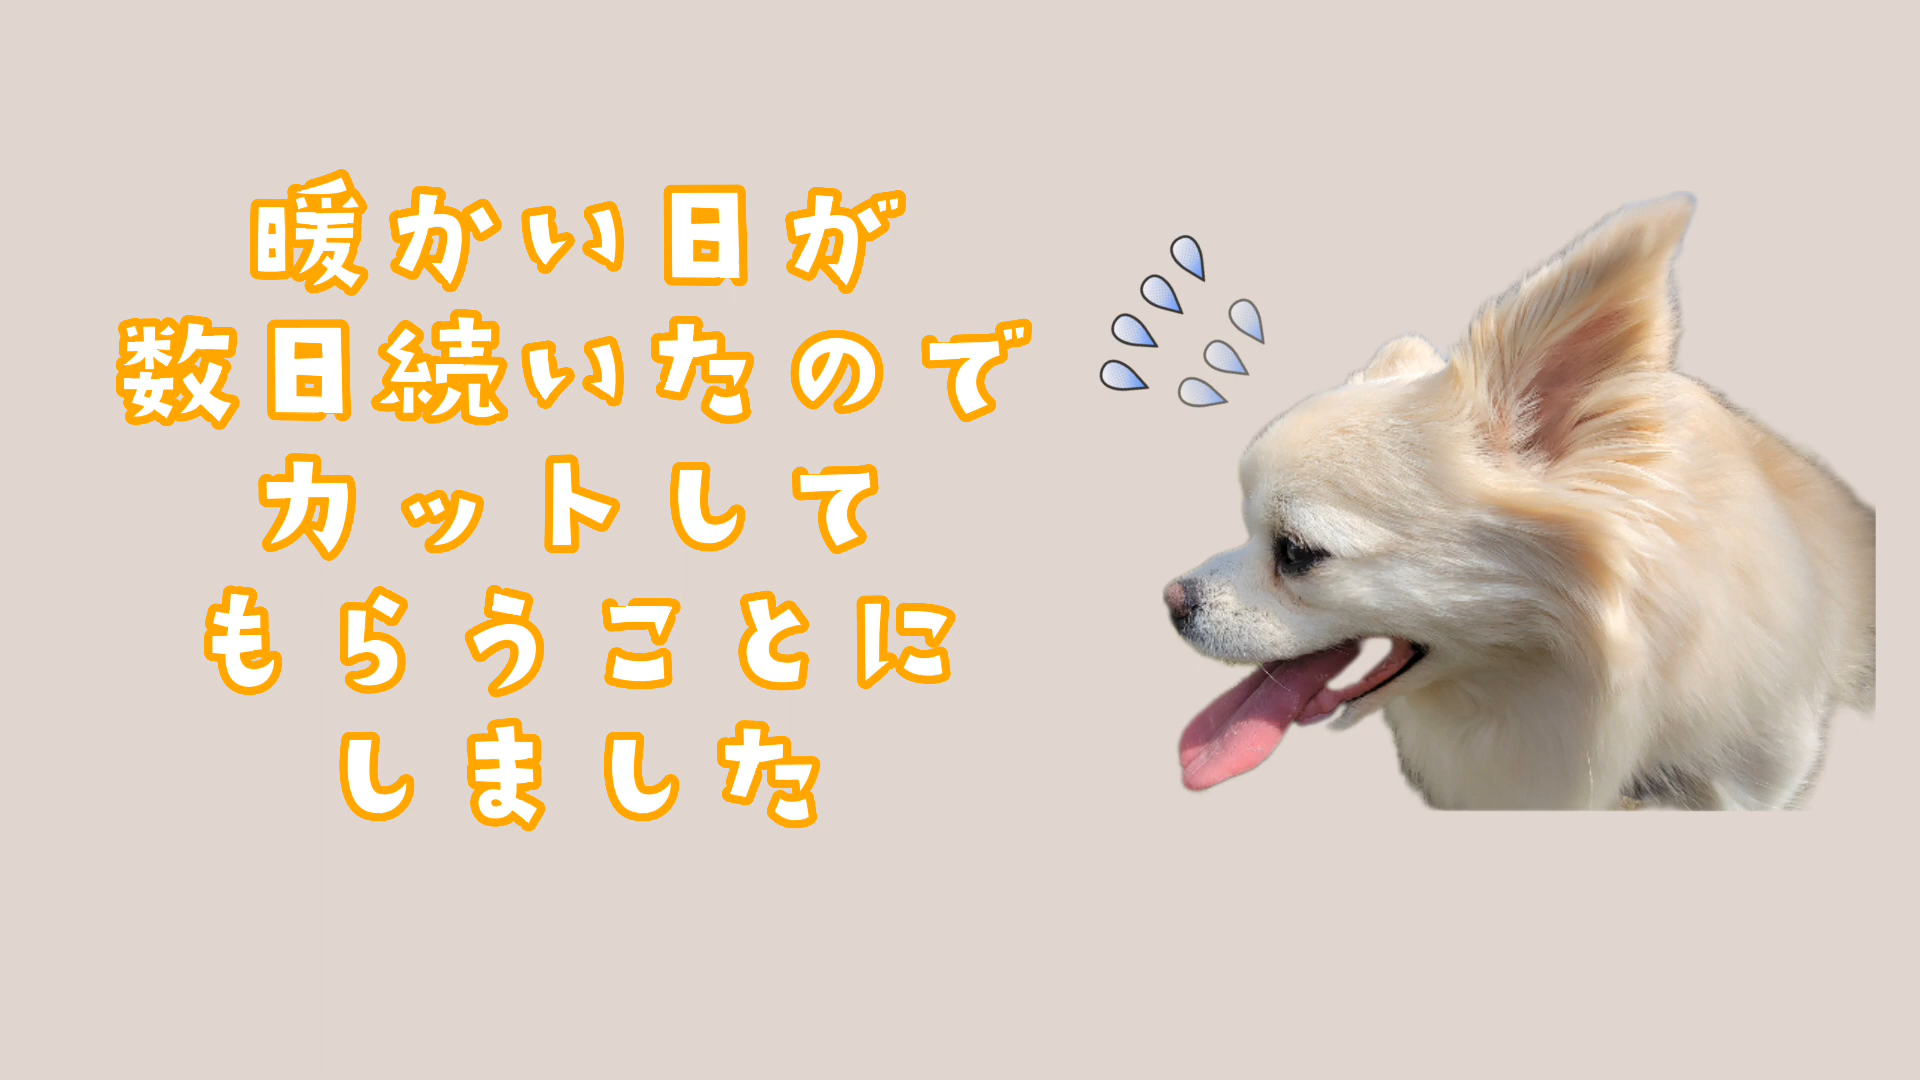 暖かい日が
数日続いたので
カットして
もらうことに
しました